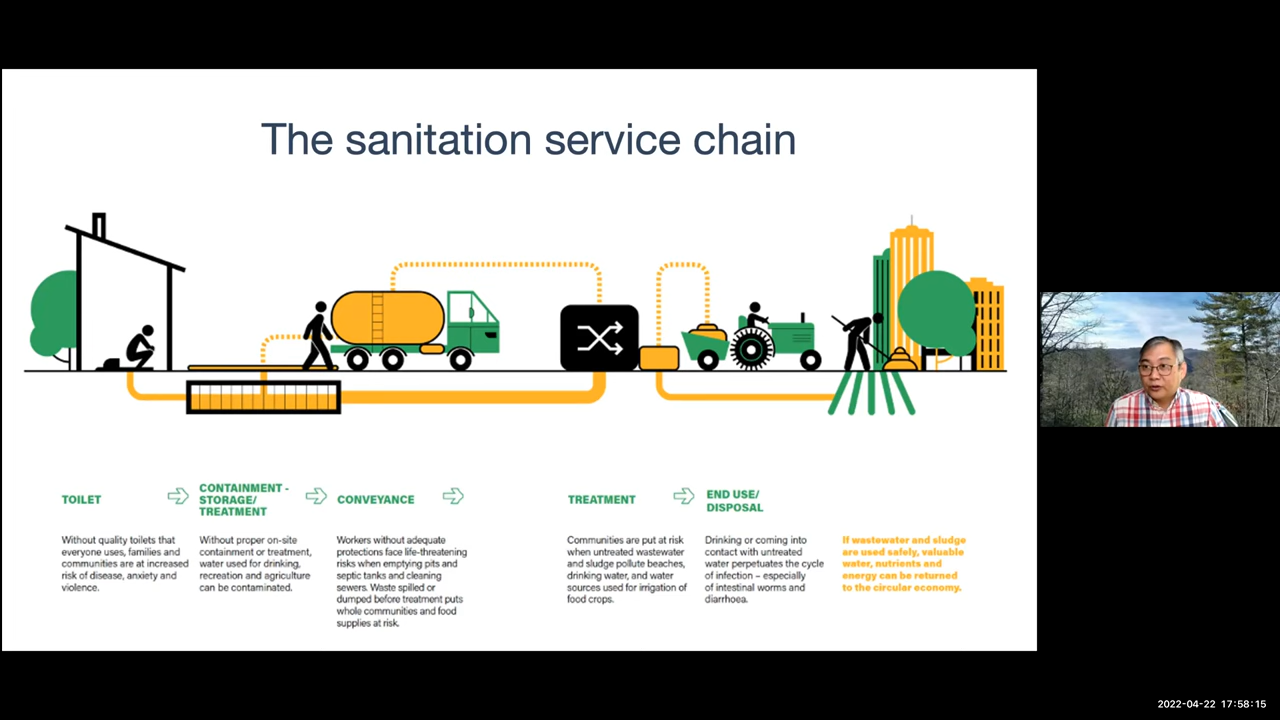 The sanitation service chain
TOILET
Without quality toilets that
everyone uses, families and
communities are at increased
risk of disease, anxiety and
violence.
CONTAINMENT -
STORAGE/
TREATMENT
Without proper on-site
containment or treatment,
water used for drinking,
recreation and agriculture
can be contaminated.
CONVEYANCE
Workers without adequate
protections face life-threatening
risks when emptying pits and
septic tanks and cleaning
sewers. Waste spilled or
dumped before treatment puts
whole communities and food
supplies at risk.
TREATMENT
Communities are put at risk
when untreated wastewater
and sludge pollute beaches,
drinking water, and water
sources used for irrigation of
food crops.
END USE/
DISPOSAL
Drinking or coming into
contact with untreated
water perpetuates the cycle
of infection – especially
of intestinal worms and
diarrhoea.
If wastewater and sludge
are used safely, valuable
water, nutrients and
energy can be returned
to the circular economy.
2022-04-22 17:58:15